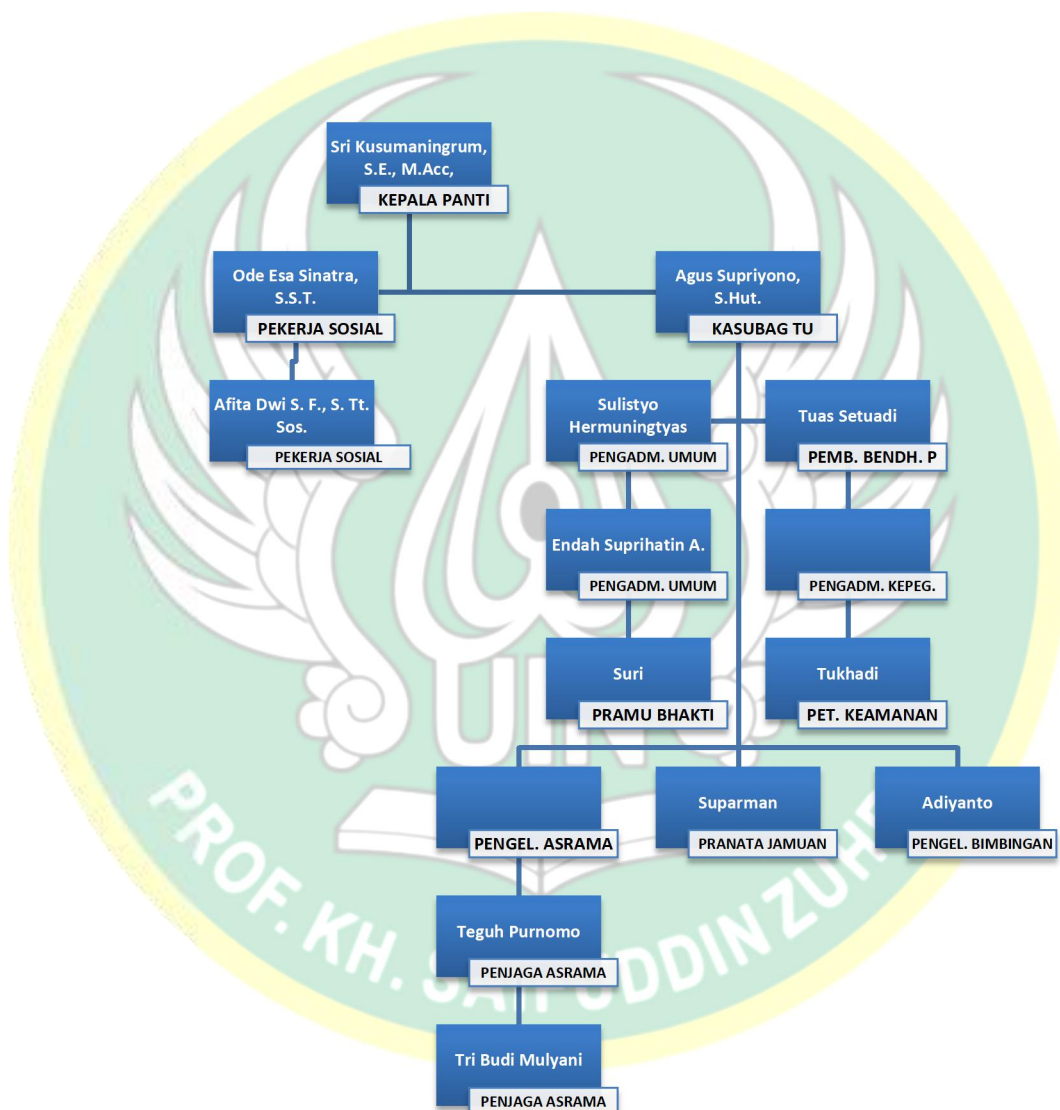 Sri Kusumaningrum,
S.E., M.Acc,
KEPALA PANTI
Ode Esa Sinatra,
S.S.T.
PEKERJA SOSIAL
Agus Supriyono,
S.Hut.
KASUBAG TU
Afita Dwi S. F., S. Tt.
Sos.
PEKERJA SOSIAL
Sulistyo
Hermuningtyas
PENGADM. UMUM
Tuas Setuadi
PEMB. BENDH. P
Endah Suprihatin A.
PENGADM. UMUM
PENGADM. KEPEG.
Suri
PRAMU BHAKTI
Tukhadi
PET. KEAMANAN
PENGEL. ASRAMA
Suparman
PRANATA JAMUAN
Adiyanto
PENGEL. BIMBINGAN
Teguh Purnomo
PENJAGA ASRAMA
Tri Budi Mulyani
PENJAGA ASRAMA
UIN
PROF. KH.